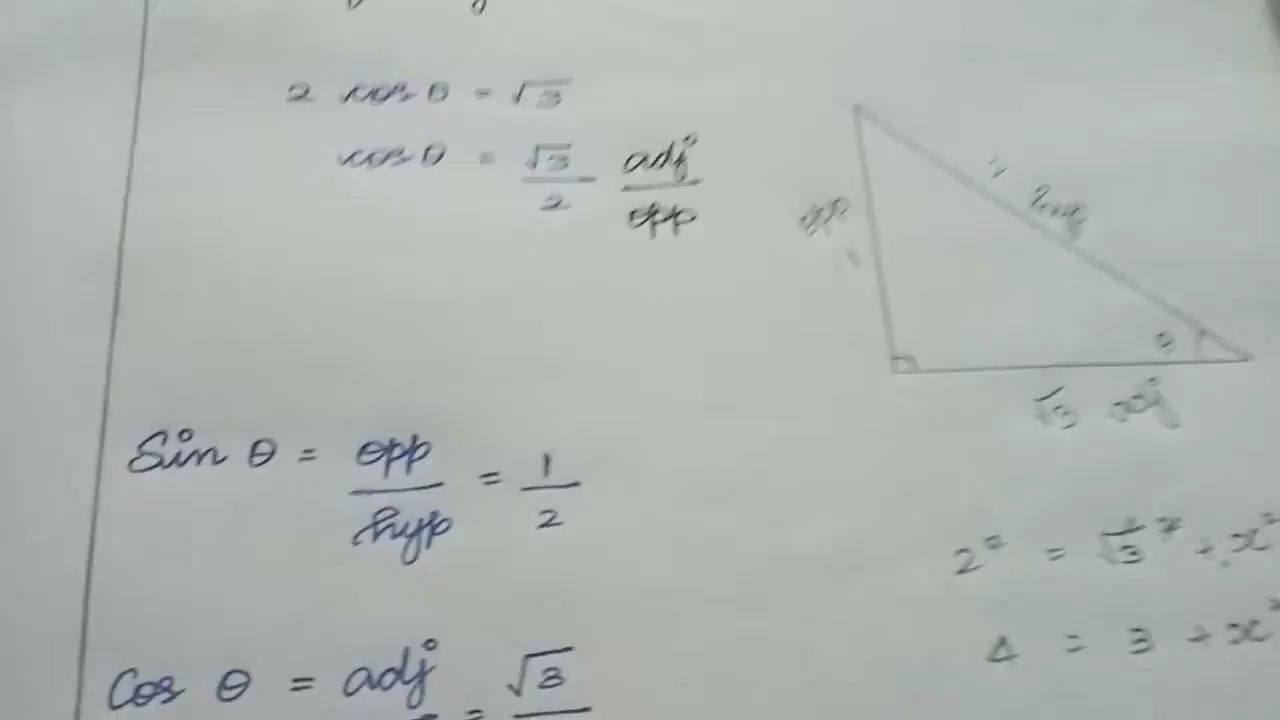 2 cos θ = √3
cos θ = √3/2 adj/opp
opp
θ
√3 adj
Sin θ = opp/hyp = 1/2
2² = √3² + x²
4 = 3 + x²
Cos θ = adj = √3